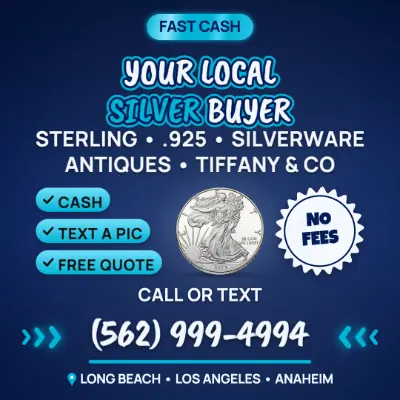 FAST CASH
YOUR LOCAL
SILVER BUYER
STERLING • .925 • SILVERWARE
ANTIQUES • TIFFANY & CO
CASH
TEXT A PIC
FREE QUOTE
NO
FEES
CALL OR TEXT
(562) 999-4994
LONG BEACH • LOS ANGELES • ANAHEIM